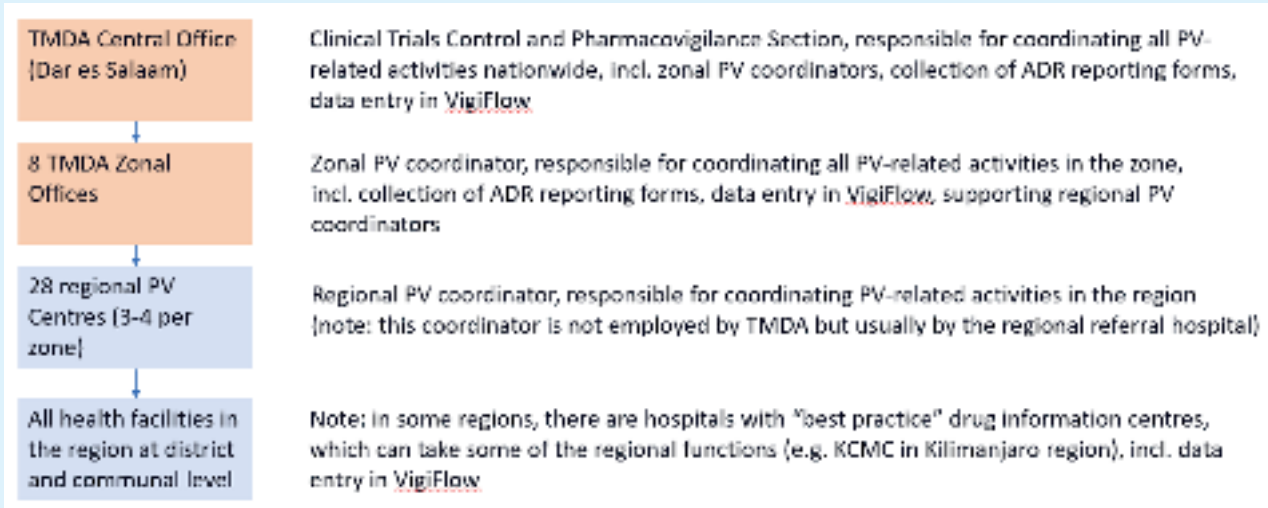 TMDA Central Office
(Dar es Salaam)
Clinical Trials Control and Pharmacovigilance Section, responsible for coordinating all PV-
related activities nationwide, incl. zonal PV coordinators, collection of ADR reporting forms,
data entry in VigiFlow
8 TMDA Zonal
Offices
Zonal PV coordinator, responsible for coordinating all PV-related activities in the zone,
incl. collection of ADR reporting forms, data entry in VigiFlow, supporting regional PV
coordinators
28 regional PV
Centres (3-4 per
zone)
Regional PV coordinator, responsible for coordinating PV-related activities in the region
(note: this coordinator is not employed by TMDA but usually by the regional referral hospital)
All health facilities in
the region at district
and communal level
Note: in some regions, there are hospitals with "best practice" drug information centres,
which can take some of the regional functions (e.g. KCMC in Kilimanjaro region), incl. data
entry in VigiFlow